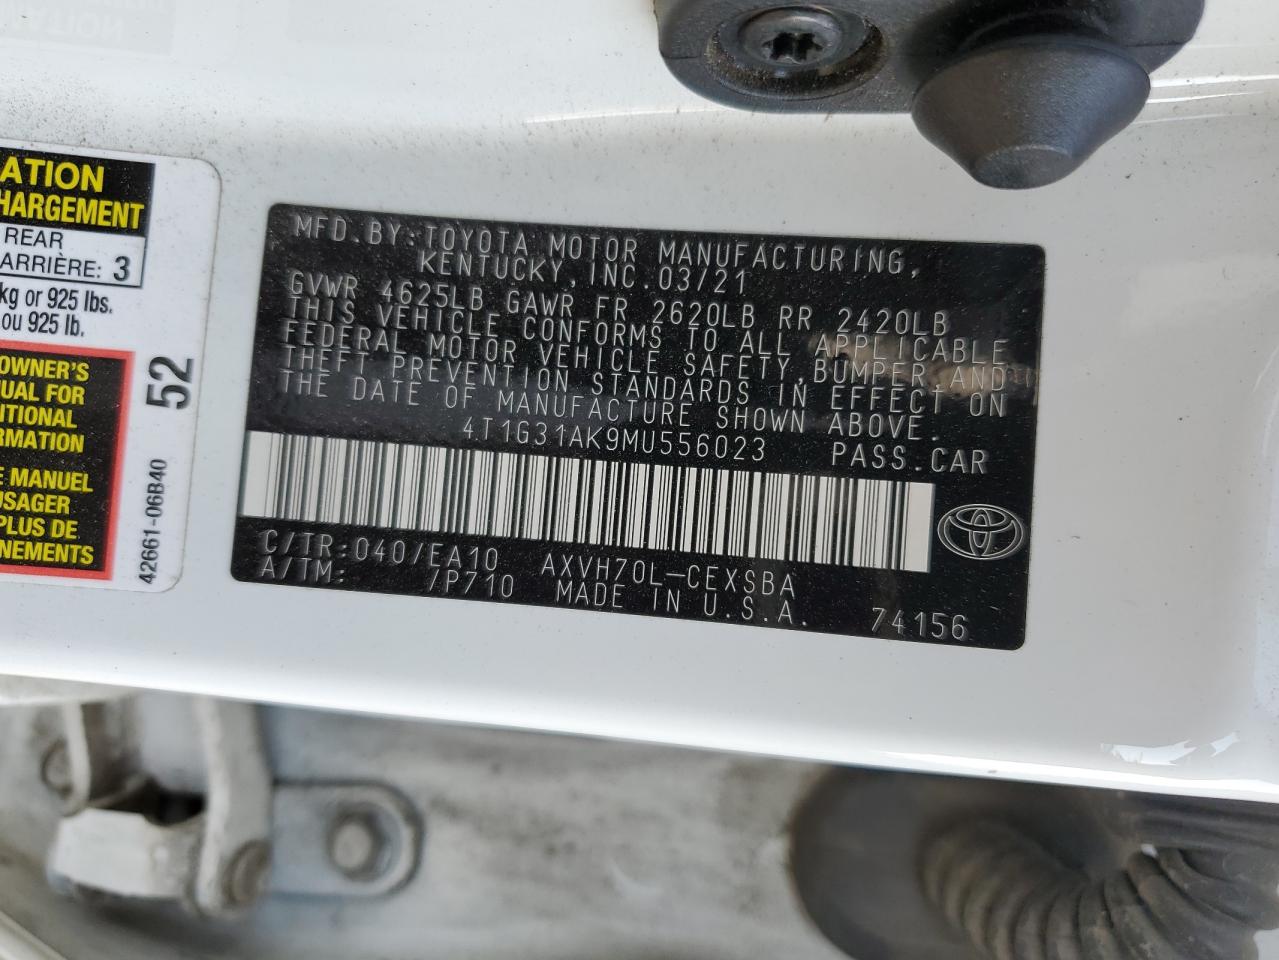 ATION
HARGEMENT
REAR
ARRIÈRE: 3
kg or 925 lbs.
ou 925 lb.
OWNER'S
UAL FOR
ITIONAL
RMATION
E MANUEL
USAGER
PLUS DE
NEMENTS
52
42661-06B40
MFD.BY:TOYOTA MOTOR MANUFACTURING,
KENTUCKY,INC.03/21
GVWR 4625LB GAWR FR 2620LB RR 2420LB
THIS VEHICLE CONFORMS TO ALL APPLICABLE
FEDERAL MOTOR VEHICLE SAFETY,BUMPER,AND
THEFT PREVENTION STANDARDS IN EFFECT ON
THE DATE OF MANUFACTURE SHOWN ABOVE.
4T1G31AK9MU556023 PASS.CAR
C/TR:040/EA10 AXVH70L-CEXSBA
A/TM: /P710 MADE IN U.S.A. 74156